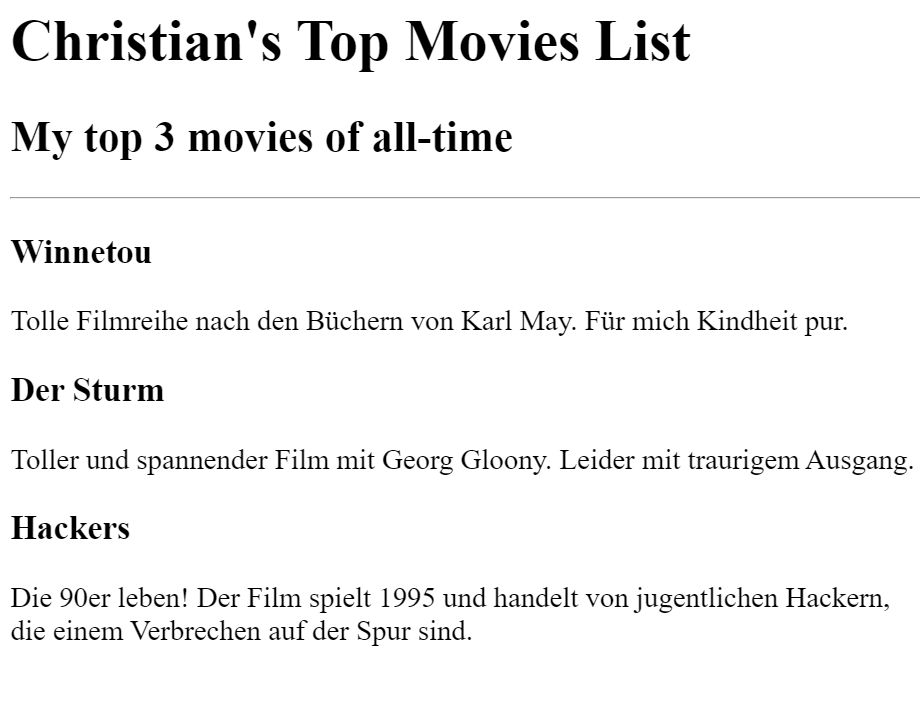 Christian's Top Movies List
My top 3 movies of all-time
Winnetou
Tolle Filmreihe nach den Büchern von Karl May. Für mich Kindheit pur.
Der Sturm
Toller und spannender Film mit Georg Gloony. Leider mit traurigem Ausgang.
Hackers
Die 90er leben! Der Film spielt 1995 und handelt von jugentlichen Hackern,
die einem Verbrechen auf der Spur sind.